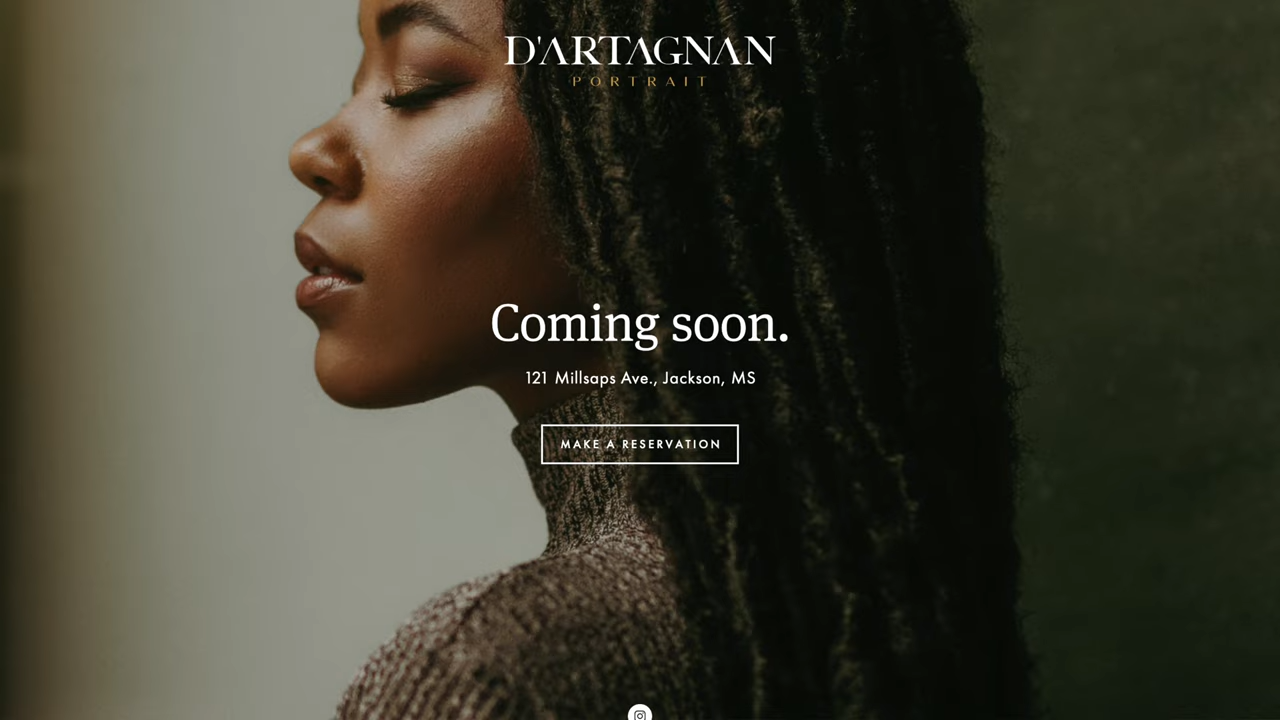 D'ARTAGNAN
PORTRAIT
Coming soon.
121 Millsaps Ave., Jackson, MS
MAKE A RESERVATION